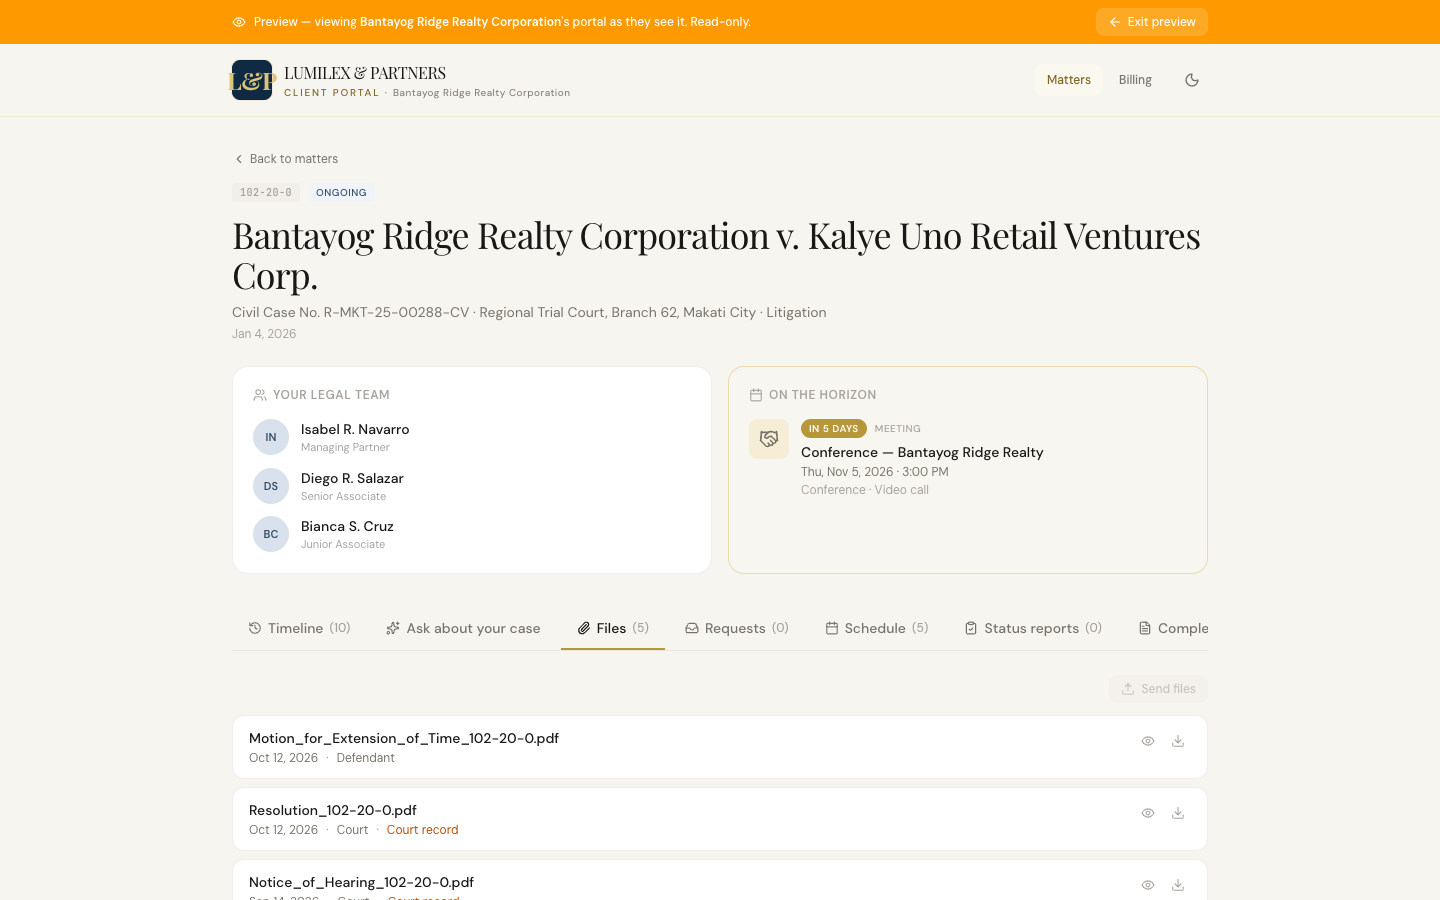 Preview — viewing Bantayog Ridge Realty Corporation's portal as they see it. Read-only.
Exit preview
L&P
LUMILEX & PARTNERS
CLIENT PORTAL · Bantayog Ridge Realty Corporation
Matters
Billing
Back to matters
102-20-0
ONGOING
Bantayog Ridge Realty Corporation v. Kalye Uno Retail Ventures
Corp.
Civil Case No. R-MKT-25-00288-CV · Regional Trial Court, Branch 62, Makati City · Litigation
Jan 4, 2026
YOUR LEGAL TEAM
IN
Isabel R. Navarro
Managing Partner
DS
Diego R. Salazar
Senior Associate
BC
Bianca S. Cruz
Junior Associate
ON THE HORIZON
IN 5 DAYS
MEETING
Conference — Bantayog Ridge Realty
Thu, Nov 5, 2026 · 3:00 PM
Conference · Video call
Timeline (10)
Ask about your case
Files (5)
Requests (0)
Schedule (5)
Status reports (0)
Comple
Send files
Motion_for_Extension_of_Time_102-20-0.pdf
Oct 12, 2026 · Defendant
Resolution_102-20-0.pdf
Oct 12, 2026 · Court · Court record
Notice_of_Hearing_102-20-0.pdf
Sep 14, 2026 · Court · Court record